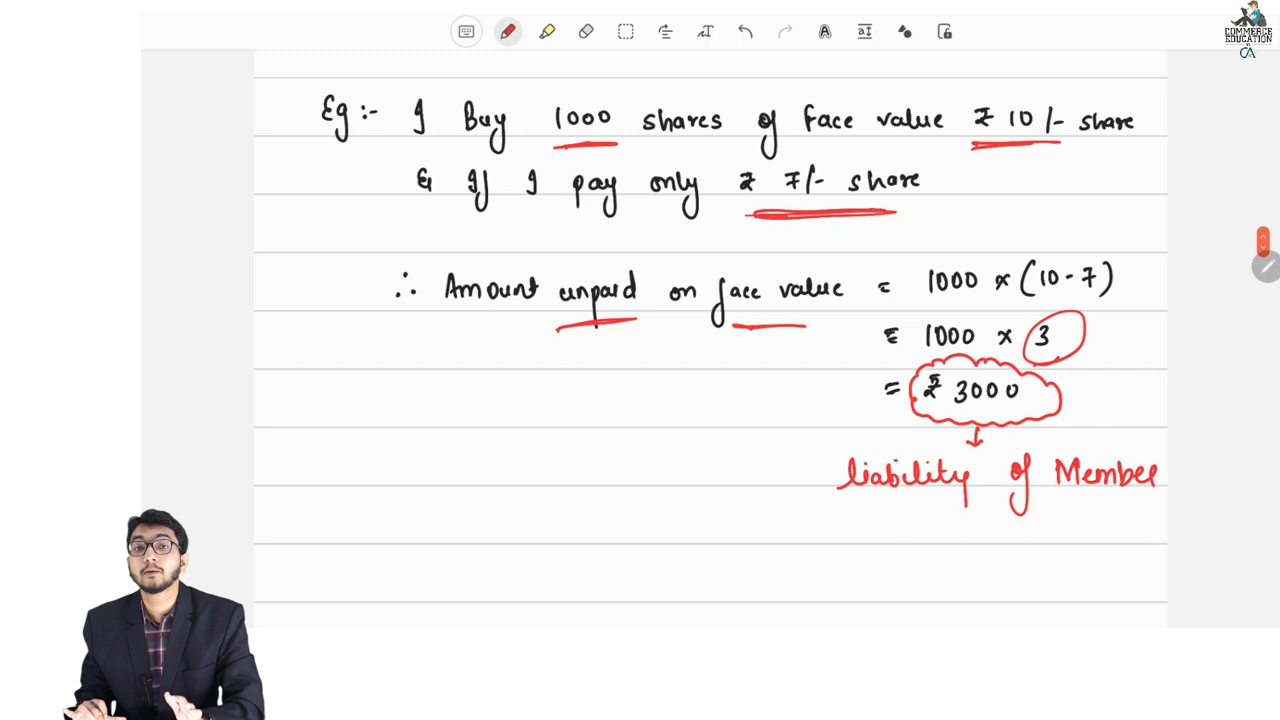 COMMERCE
EDUCATION
BY
CA
Eg :- I Buy 1000 shares of face value ₹ 10/- share
& If I pay only ₹ 7/- share
∴ Amount unpaid on face value = 1000 × (10-7)
= 1000 × 3
= ₹ 3000
↓
liability of Member